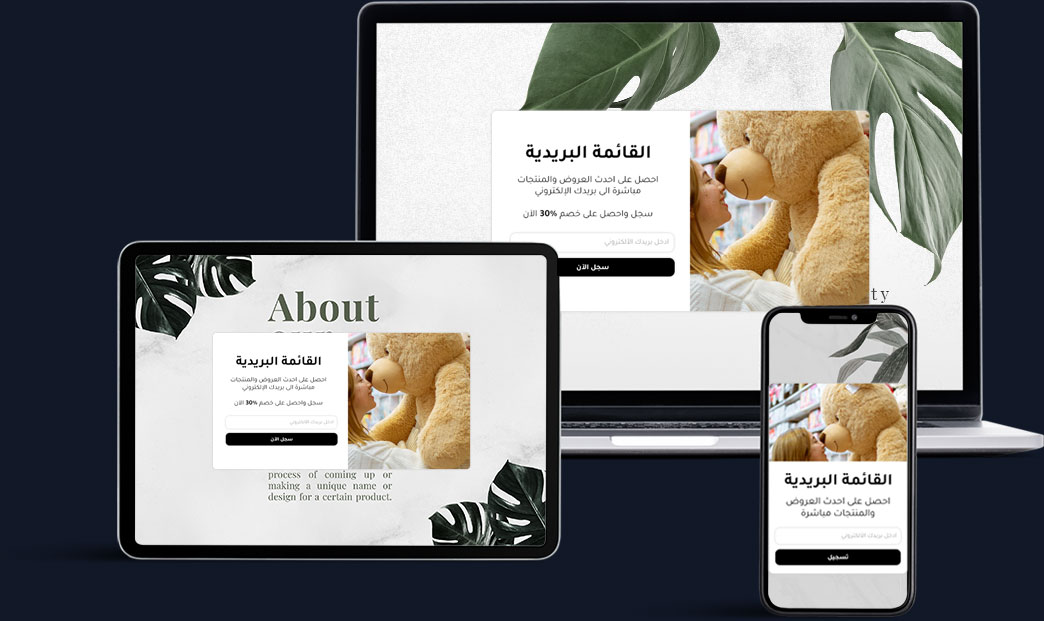 القائمة البريدية
احصل على احدث العروض والمنتجات
مباشرة الى بريدك الإلكتروني
سجل واحصل على خصم 30% الآن
ادخل بريدك الالكتروني
سجل الآن
ty
About
القائمة البريدية
احصل على احدث العروض والمنتجات
مباشرة الى بريدك الإلكتروني
سجل واحصل على خصم 30% الآن
ادخل بريدك الالكتروني
سجل الآن
process of coming up or
making a unique name or
design for a certain product.
القائمة البريدية
احصل على احدث العروض
والمنتجات مباشرة
ادخل بريدك الالكتروني
تسجيل